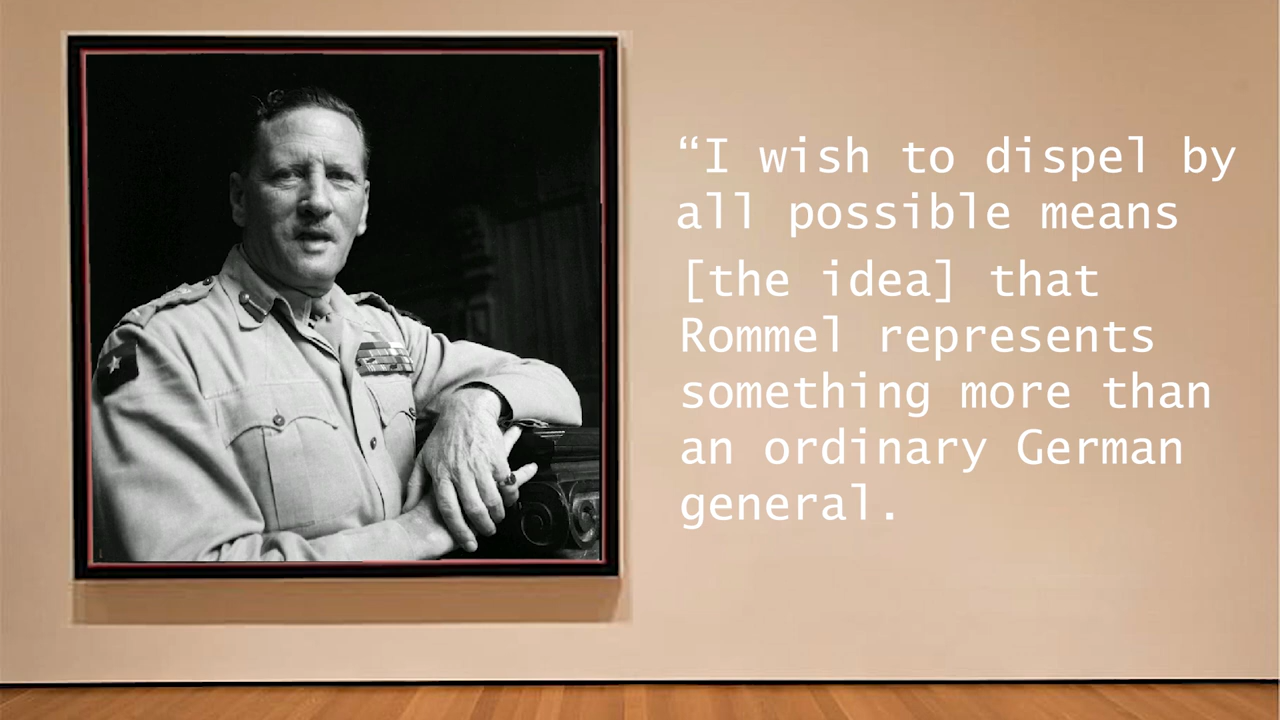 “I wish to dispel by
all possible means
[the idea] that
Rommel represents
something more than
an ordinary German
general.